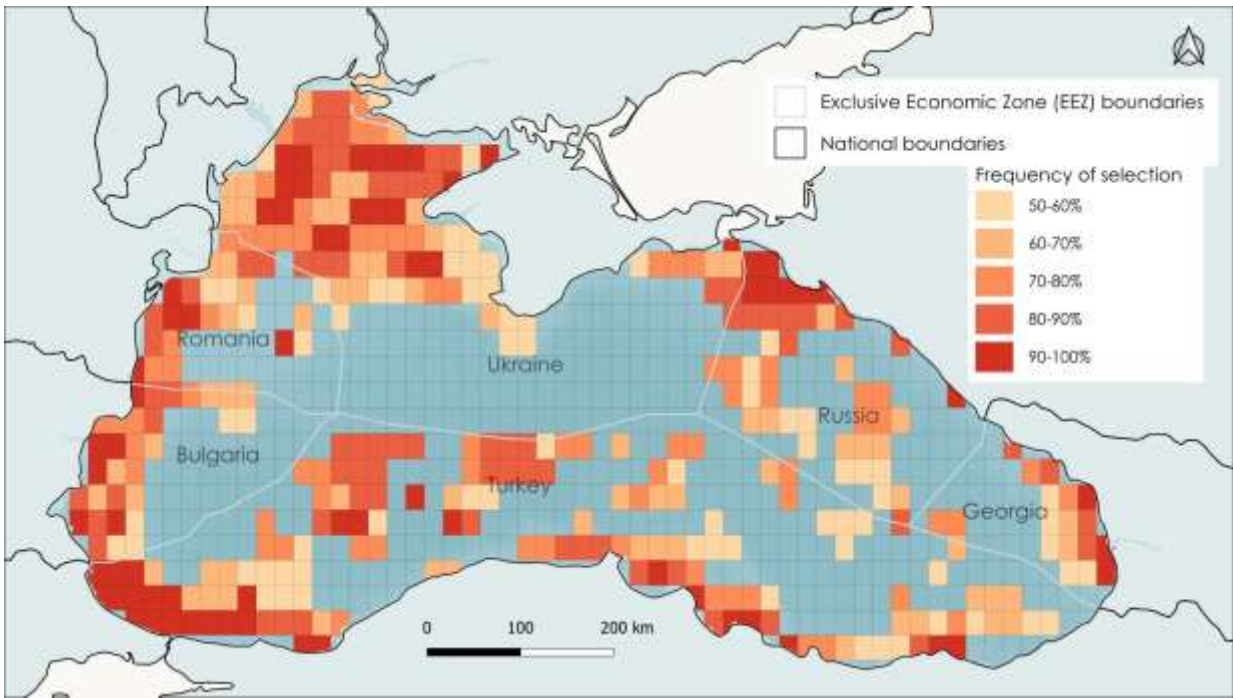 Exclusive Economic Zone (EEZ) boundaries
National boundaries
Frequency of selection
50-60%
60-70%
70-80%
80-90%
90-100%
Romania
Ukraine
Russia
Bulgaria
Turkey
Georgia
0 100 200 km